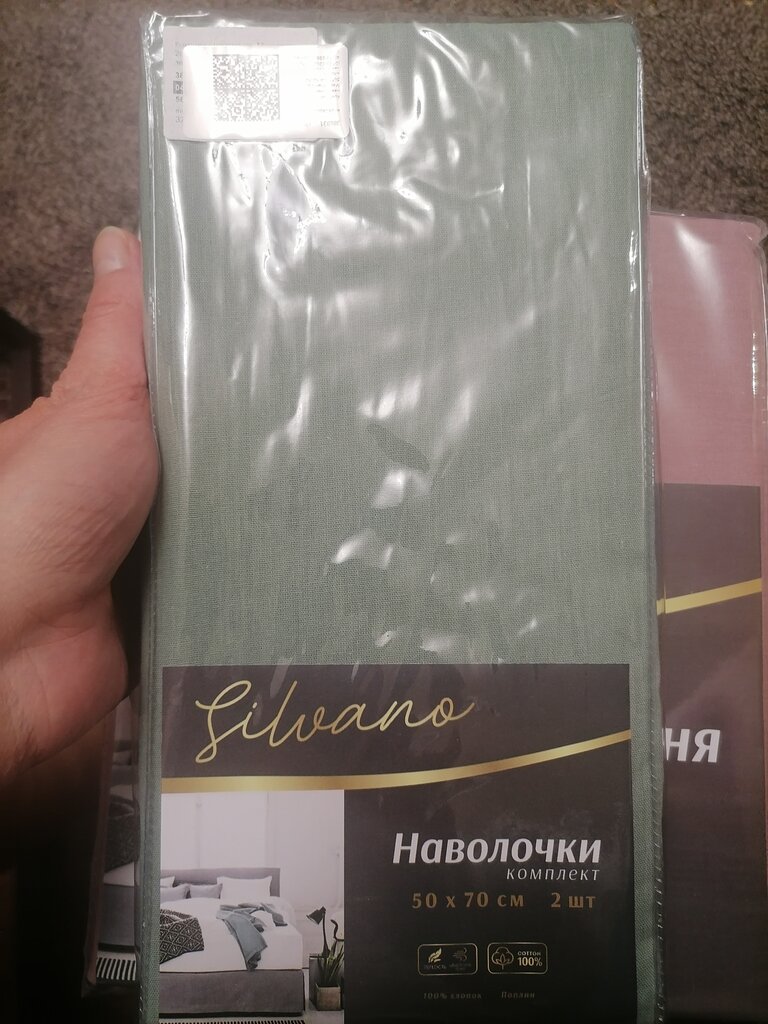 Silvano
Наволочки
комплект
50 х 70 см 2 шт
COTTON
100%
100% хлопок Поплин
ня